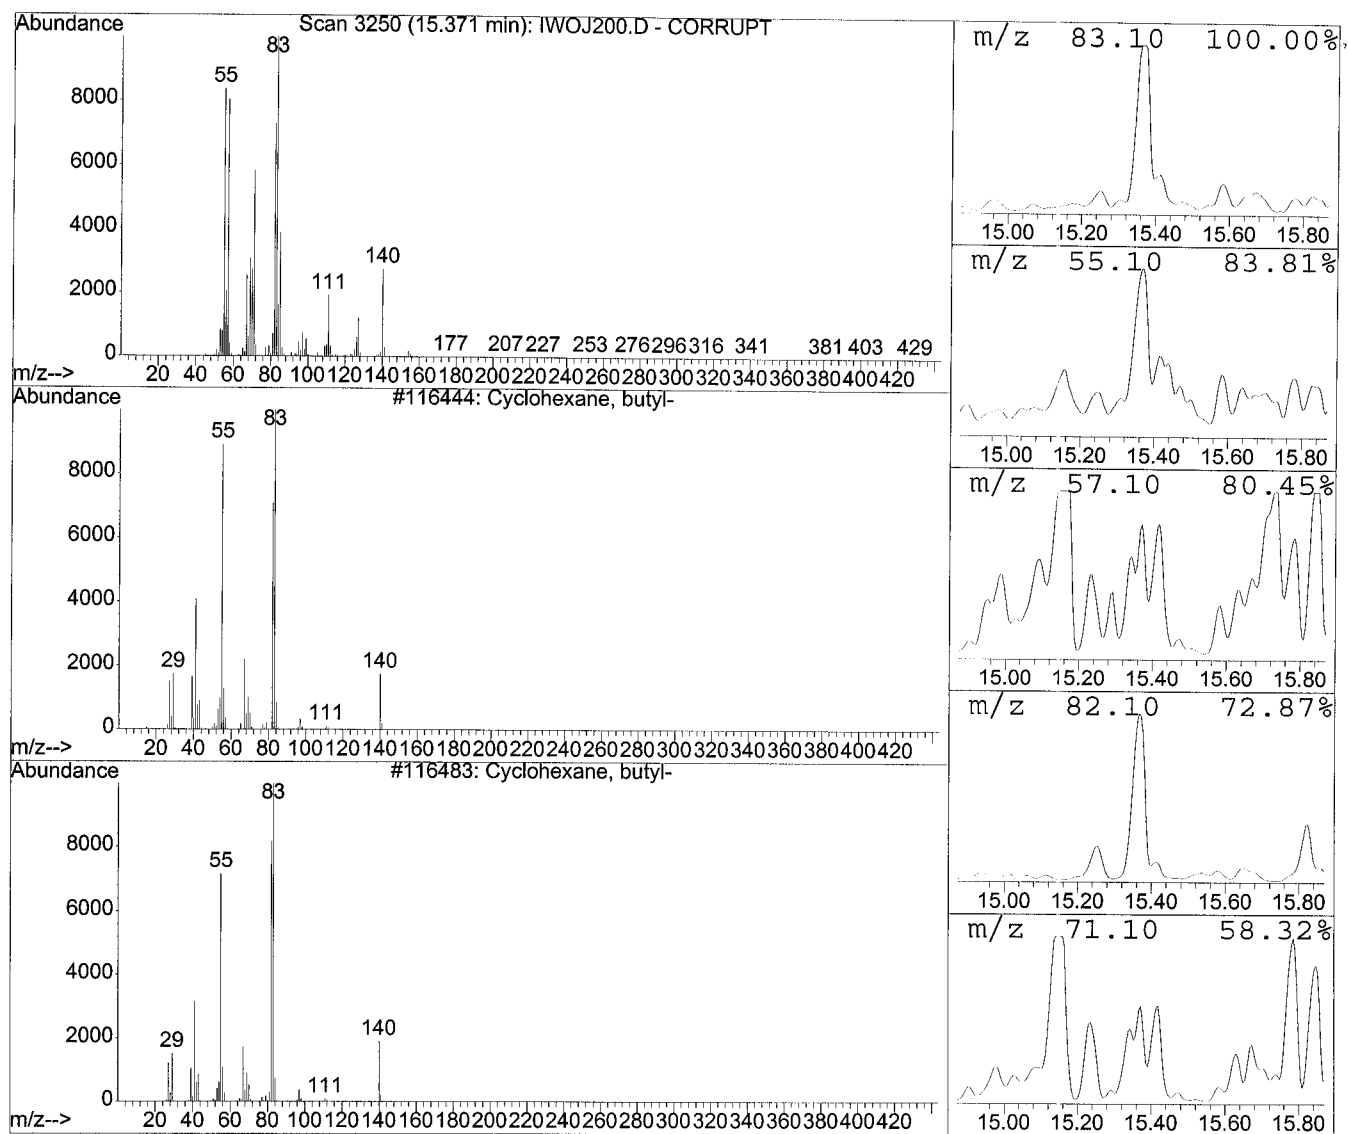 Abundance
Scan 3250 (15.371 min): IWOJ200.D - CORRUPT
83
55
8000
6000
4000
140
111
2000
177 207 227 253 276 296 316 341 381 403 429
0
m/z--> 20 40 60 80 100 120 140 160 180 200 220 240 260 280 300 320 340 360 380 400 420
Abundance
#116444: Cyclohexane, butyl-
83
55
8000
6000
4000
2000
29
140
111
0
m/z--> 20 40 60 80 100 120 140 160 180 200 220 240 260 280 300 320 340 360 380 400 420
Abundance
#116483: Cyclohexane, butyl-
83
8000
55
6000
4000
2000
29
140
111
0
m/z--> 20 40 60 80 100 120 140 160 180 200 220 240 260 280 300 320 340 360 380 400 420
m/z 83.10 100.00%
15.00 15.20 15.40 15.60 15.80
m/z 55.10 83.81%
15.00 15.20 15.40 15.60 15.80
m/z 57.10 80.45%
15.00 15.20 15.40 15.60 15.80
m/z 82.10 72.87%
15.00 15.20 15.40 15.60 15.80
m/z 71.10 58.32%
15.00 15.20 15.40 15.60 15.80